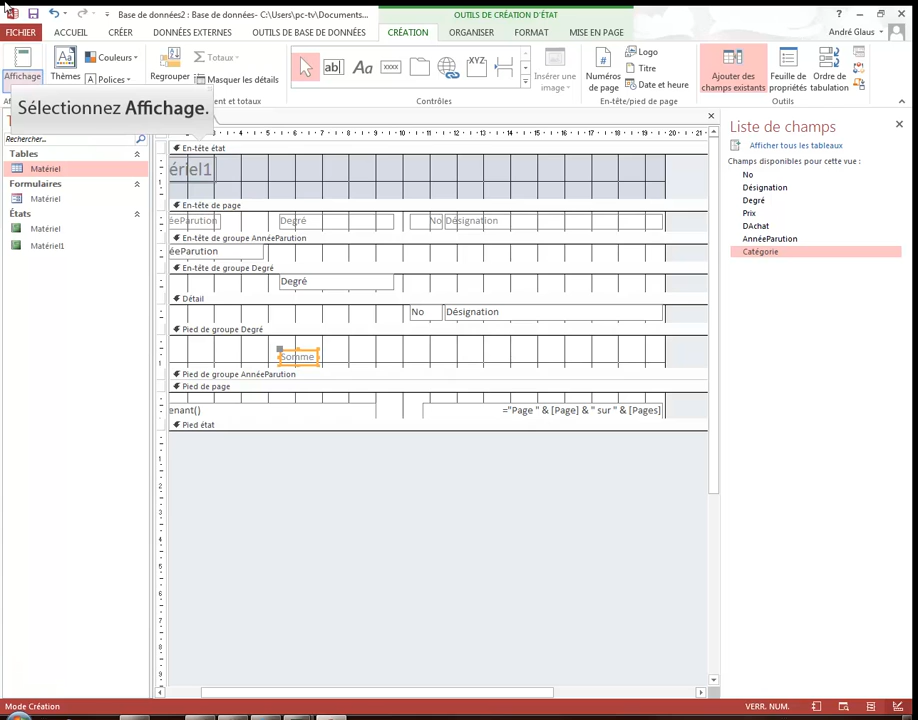 Base de données2 : Base de données- C:\Users\pc-tv\Documents...
OUTILS DE CRÉATION D'ÉTAT
FICHIER ACCUEIL CRÉER DONNÉES EXTERNES OUTILS DE BASE DE DONNÉES CRÉATION ORGANISER FORMAT MISE EN PAGE André Glaus
Affichage
Thèmes
Couleurs
Polices
Regrouper
Totaux
Masquer les détails
et totaux
ab|
Aa
xxxx
XYZ
Contrôles
Insérer une image
Numéros de page
Logo
Titre
Date et heure
En-tête/pied de page
Ajouter des champs existants
Feuille de propriétés
Ordre de tabulation
Outils
Sélectionnez Affichage.
Rechercher...
Tables
Matériel
Formulaires
Matériel
États
Matériel
Matériel1
En-tête état
ériel1
En-tête de page
éeParution Degré No Désignation
En-tête de groupe AnnéeParution
éeParution
En-tête de groupe Degré
Degré
Détail
No Désignation
Pied de groupe Degré
Somme
Pied de groupe AnnéeParution
Pied de page
enant() ="Page " & [Page] & " sur " & [Pages]
Pied état
Liste de champs
Afficher tous les tableaux
Champs disponibles pour cette vue :
No
Désignation
Degré
Prix
DAchat
AnnéeParution
Catégorie
Mode Création
VERR. NUM.